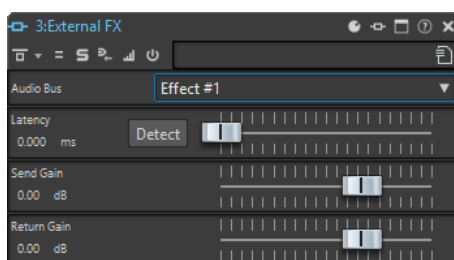 3:External FX
Audio Bus
Effect #1
Latency
0.000 ms
Detect
Send Gain
0.00 dB
Return Gain
0.00 dB